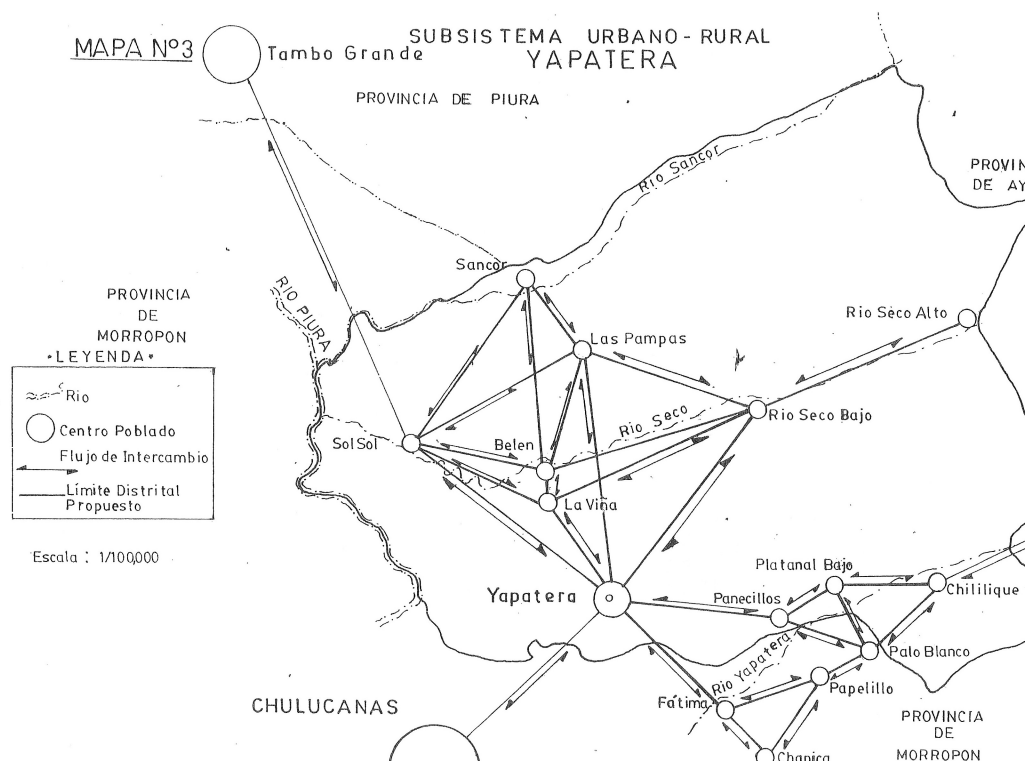 MAPA Nº3
Tambo Grande
SUBSISTEMA URBANO-RURAL
YAPATERA
PROVINCIA DE PIURA
Rio Sancor
PROVIN
DE AY
Sancor
RIO PIURA
PROVINCIA
DE
MORROPON
Rio Seco Alto
Las Pampas
•LEYENDA•
Rio
Centro Poblado
Flujo de Intercambio
Límite Distrital
Propuesto
Rio Seco
Rio Seco Bajo
Sol Sol
Belen
La Viña
Escala : 1/100,000
Platanal Bajo
Yapatera
Panecillos
Chililique
Rio Yapatera
Palo Blanco
Papelillo
Fátima
CHULUCANAS
PROVINCIA
DE
MORROPON
Chapica